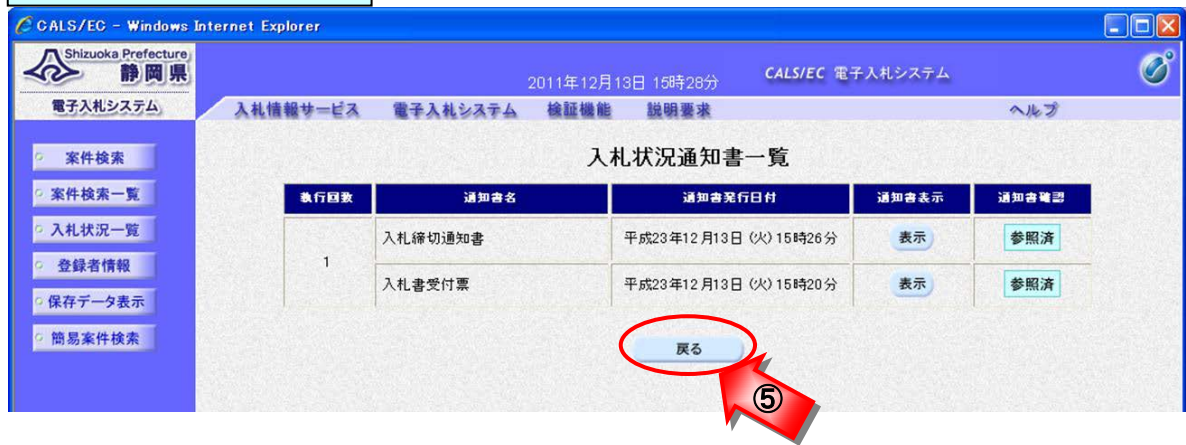 CALS/EC - Windows Internet Explorer
Shizuoka Prefecture
静岡県
2011年12月13日 15時28分
CALS/EC 電子入札システム
電子入札システム
入札情報サービス 電子入札システム 検証機能 説明要求 ヘルプ
案件検索
案件検索一覧
入札状況一覧
登録者情報
保存データ表示
簡易案件検索
入札状況通知書一覧
執行回数 通知書名 通知書発行日付 通知書表示 通知書確認
1
入札締切通知書 平成23年12月13日 (火) 15時26分 表示 参照済
入札書受付票 平成23年12月13日 (火) 15時20分 表示 参照済
戻る
⑤